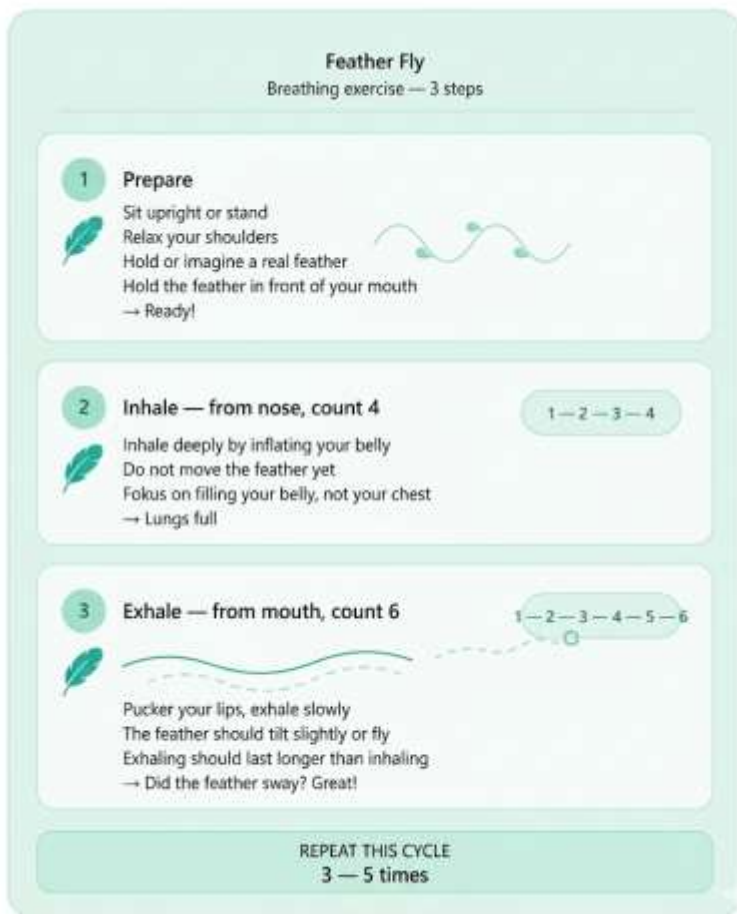 Feather Fly
Breathing exercise — 3 steps
1
Prepare
Sit upright or stand
Relax your shoulders
Hold or imagine a real feather
Hold the feather in front of your mouth
→ Ready!
2
Inhale — from nose, count 4
1 — 2 — 3 — 4
Inhale deeply by inflating your belly
Do not move the feather yet
Fokus on filling your belly, not your chest
→ Lungs full
3
Exhale — from mouth, count 6
1 — 2 — 3 — 4 — 5 — 6
Pucker your lips, exhale slowly
The feather should tilt slightly or fly
Exhaling should last longer than inhaling
→ Did the feather sway? Great!
REPEAT THIS CYCLE
3 — 5 times